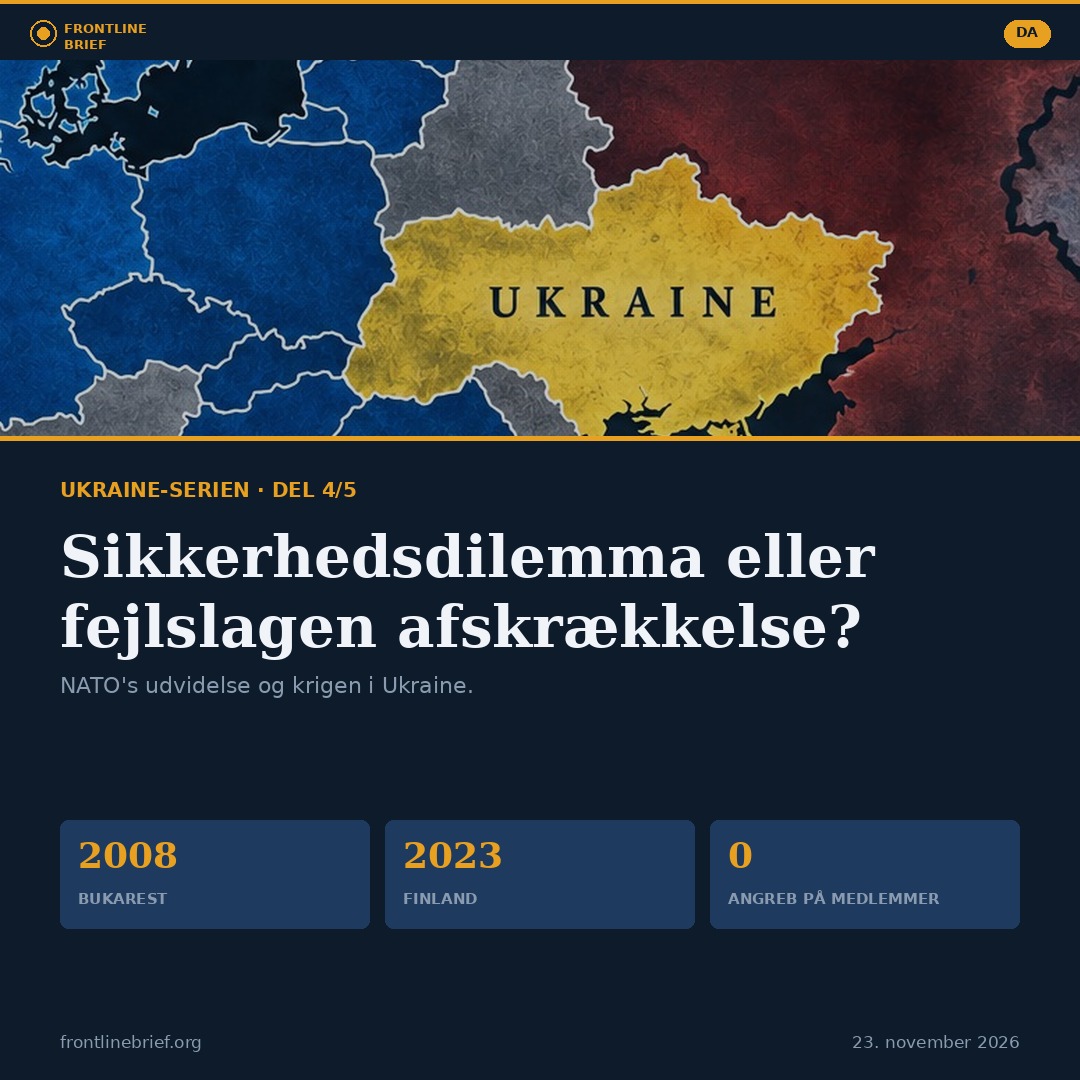 FRONTLINE
BRIEF
DA
UKRAINE
UKRAINE-SERIEN · DEL 4/5
Sikkerhedsdilemma eller
fejlslagen afskrækkelse?
NATO's udvidelse og krigen i Ukraine.
2008
BUKAREST
2023
FINLAND
0
ANGREB PÅ MEDLEMMER
frontlinebrief.org
23. november 2026